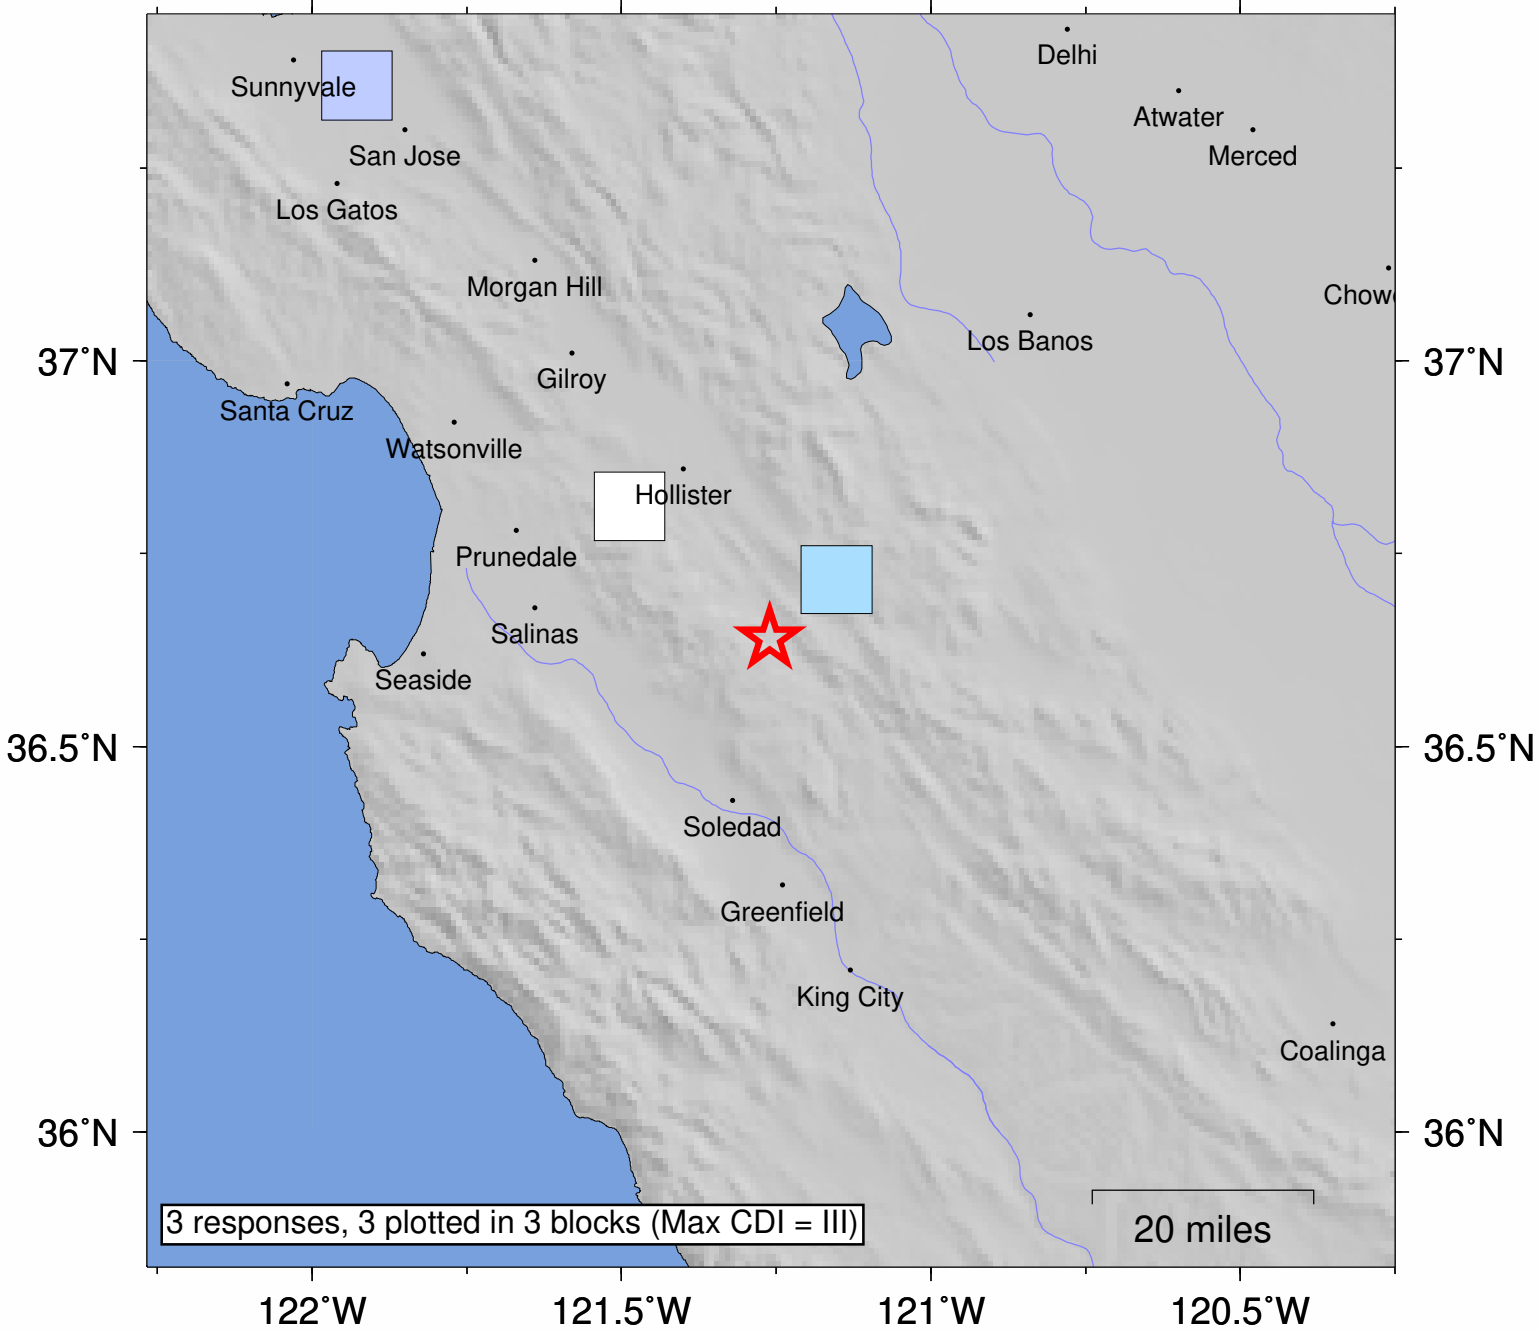 Delhi
Sunnyvale
Atwater
San Jose
Merced
Los Gatos
Morgan Hill
Chow
Los Banos
37˚N
37˚N
Gilroy
Santa Cruz
Watsonville
Hollister
Prunedale
Salinas
Seaside
36.5˚N
36.5˚N
Soledad
Greenfield
King City
Coalinga
36˚N
36˚N
3 responses, 3 plotted in 3 blocks (Max CDI = III)
20 miles
122˚W
121.5˚W
121˚W
120.5˚W